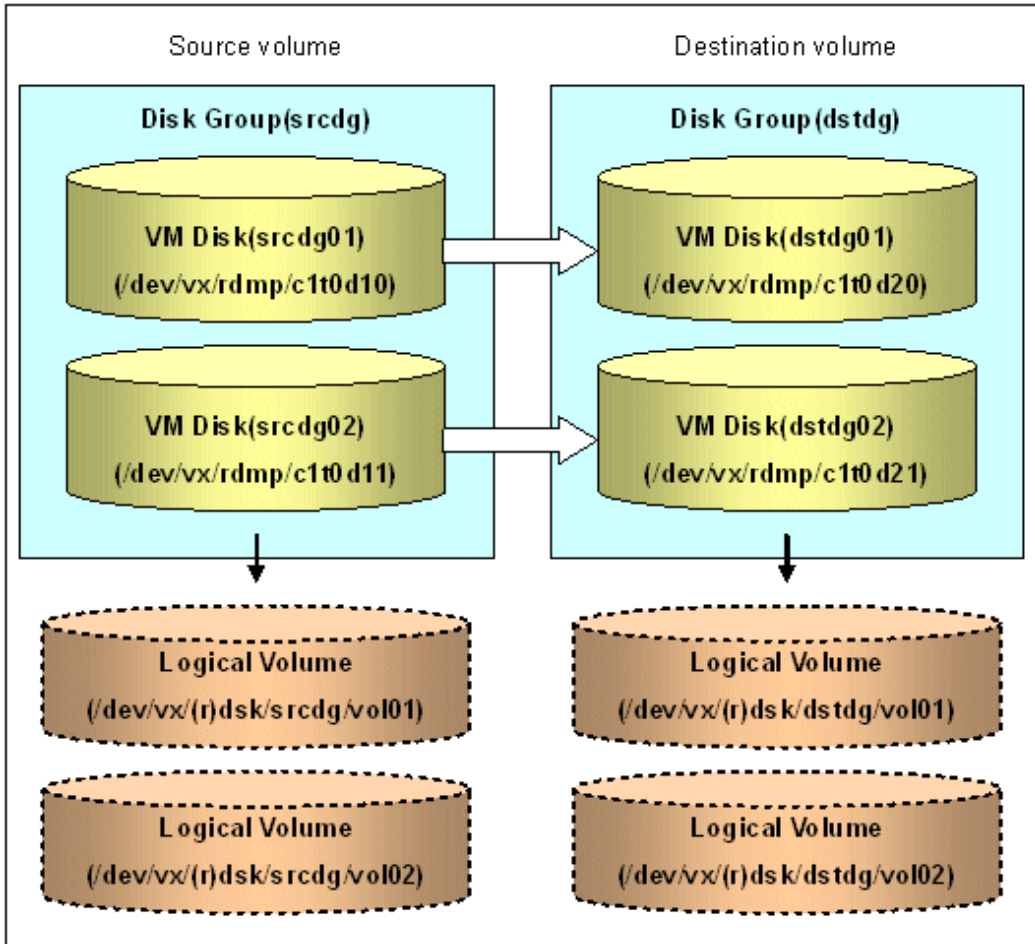 Source volume
Destination volume
Disk Group(srcdg)
VM Disk(srcdg01)
(/dev/vx/rdmp/c1t0d10)
VM Disk(srcdg02)
(/dev/vx/rdmp/c1t0d11)
Disk Group(dstdg)
VM Disk(dstdg01)
(/dev/vx/rdmp/c1t0d20)
VM Disk(dstdg02)
(/dev/vx/rdmp/c1t0d21)
Logical Volume
(/dev/vx/(r)dsk/srcdg/vol01)
Logical Volume
(/dev/vx/(r)dsk/srcdg/vol02)
Logical Volume
(/dev/vx/(r)dsk/dstdg/vol01)
Logical Volume
(/dev/vx/(r)dsk/dstdg/vol02)